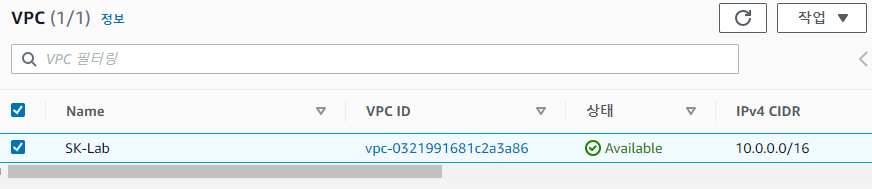 VPC (1/1) 정보
작업
VPC 필터링
Name VPC ID 상태 IPv4 CIDR
SK-Lab vpc-0321991681c2a3a86 Available 10.0.0.0/16